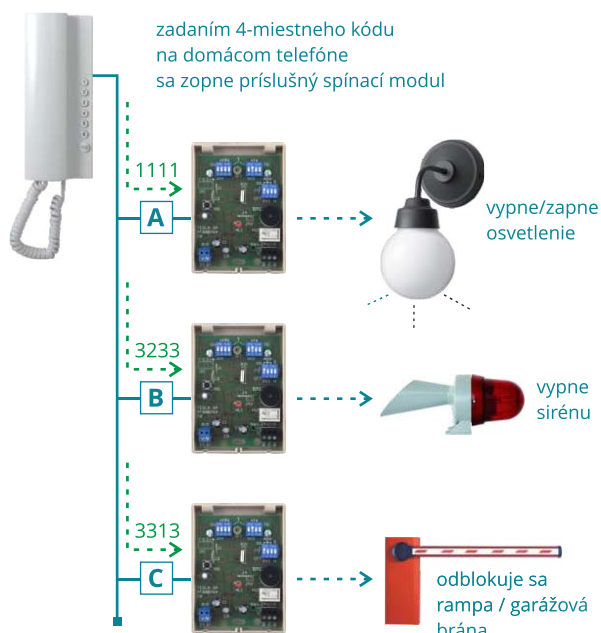 zadaním 4-miestneho kódu
na domácom telefóne
sa zopne príslušný spínací modul
1111
A
vypne/zapne
osvetlenie
3233
B
vypne
sirénu
3313
C
odblokuje sa
rampa / garážová
brána